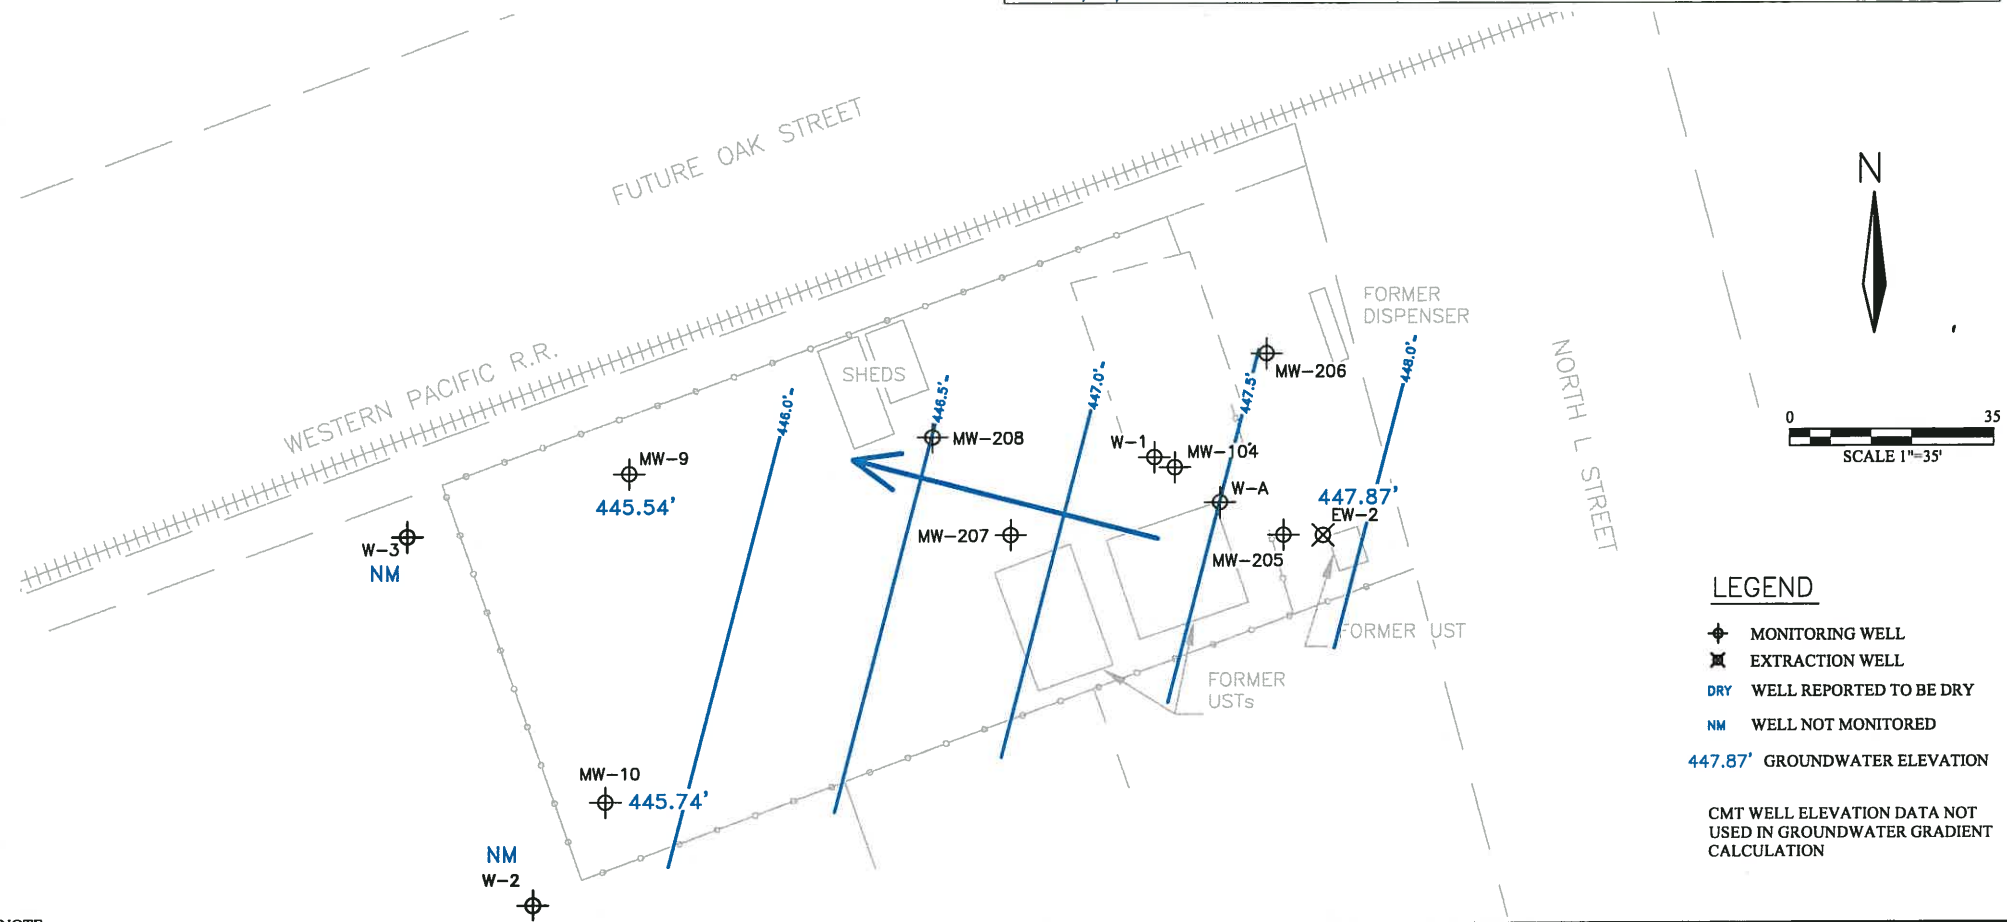 FUTURE OAK STREET
WESTERN PACIFIC R.R.
NORTH L STREET
N
0 35
SCALE 1"=35'
FORMER
DISPENSER
SHEDS
446.0'
446.5'
447.0'
447.5'
448.0'
MW-206
MW-208
W-1
MW-104
W-A
447.87'
EW-2
MW-205
MW-207
MW-9
445.54'
W-3
NM
FORMER UST
FORMER
USTs
MW-10
445.74'
NM
W-2
LEGEND
MONITORING WELL
EXTRACTION WELL
DRY WELL REPORTED TO BE DRY
NM WELL NOT MONITORED
447.87' GROUNDWATER ELEVATION
CMT WELL ELEVATION DATA NOT
USED IN GROUNDWATER GRADIENT
CALCULATION